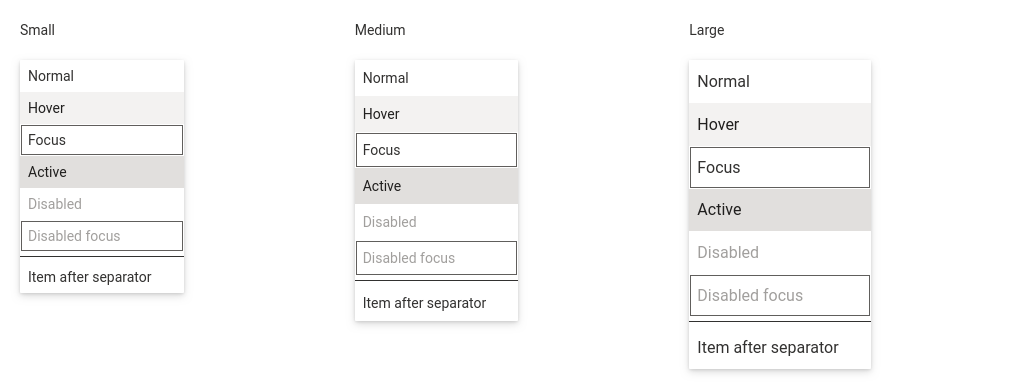 Small
Normal
Hover
Focus
Active
Disabled
Disabled focus
Item after separator
Medium
Normal
Hover
Focus
Active
Disabled
Disabled focus
Item after separator
Large
Normal
Hover
Focus
Active
Disabled
Disabled focus
Item after separator